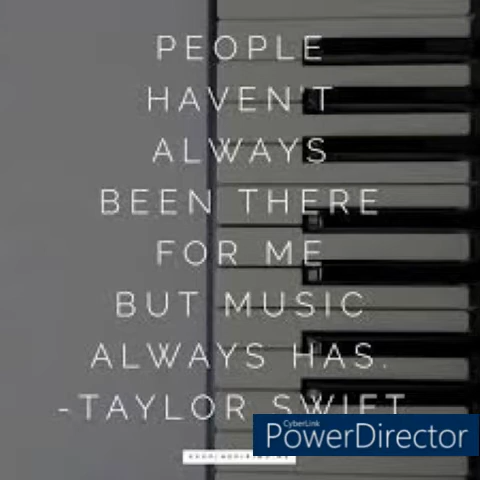 PEOPLE
HAVEN'T
ALWAYS
BEEN THERE
FOR ME
BUT MUSIC
ALWAYS HAS.
-TAYLOR SWIFT
CyberLink
PowerDirector